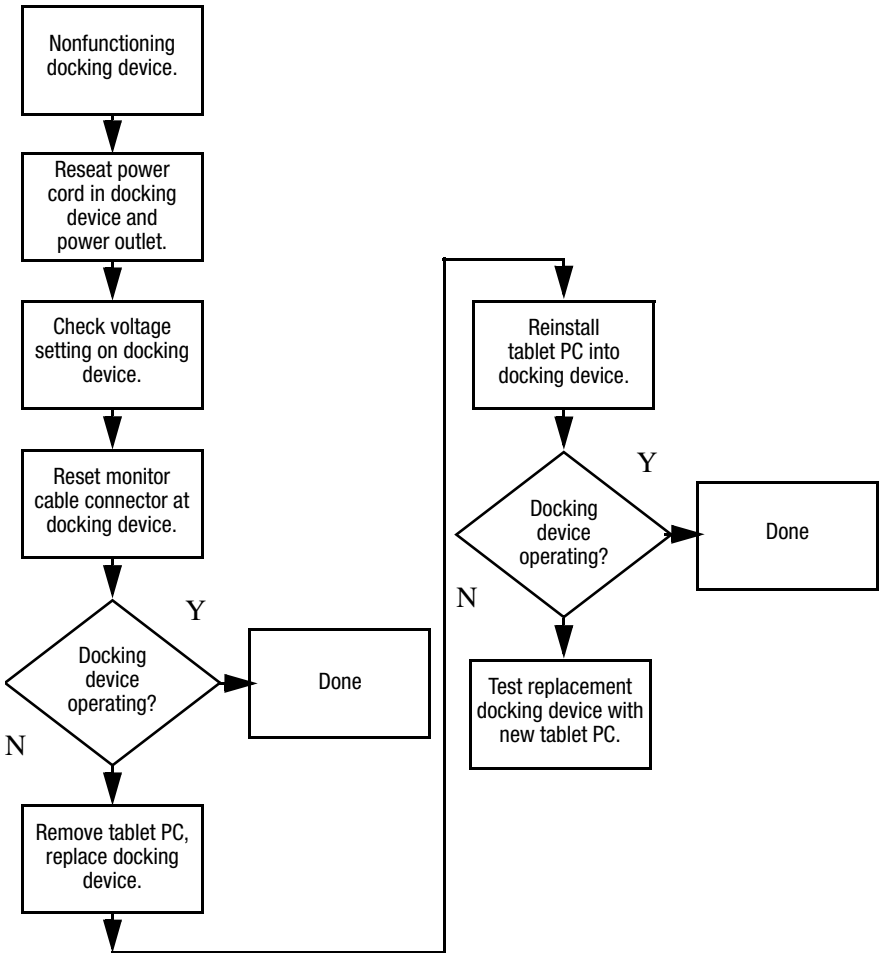 Nonfunctioning
docking device.
Reseat power
cord in docking
device and
power outlet.
Check voltage
setting on docking
device.
Reset monitor
cable connector at
docking device.
Docking
device
operating?
Y
N
Done
Remove tablet PC,
replace docking
device.
Reinstall
tablet PC into
docking device.
Docking
device
operating?
Y
N
Done
Test replacement
docking device with
new tablet PC.